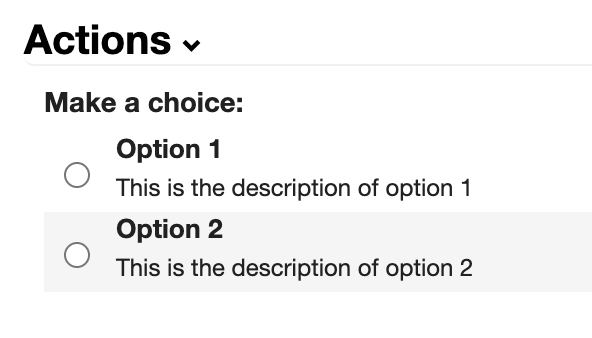 Actions
Make a choice:
Option 1
This is the description of option 1
Option 2
This is the description of option 2